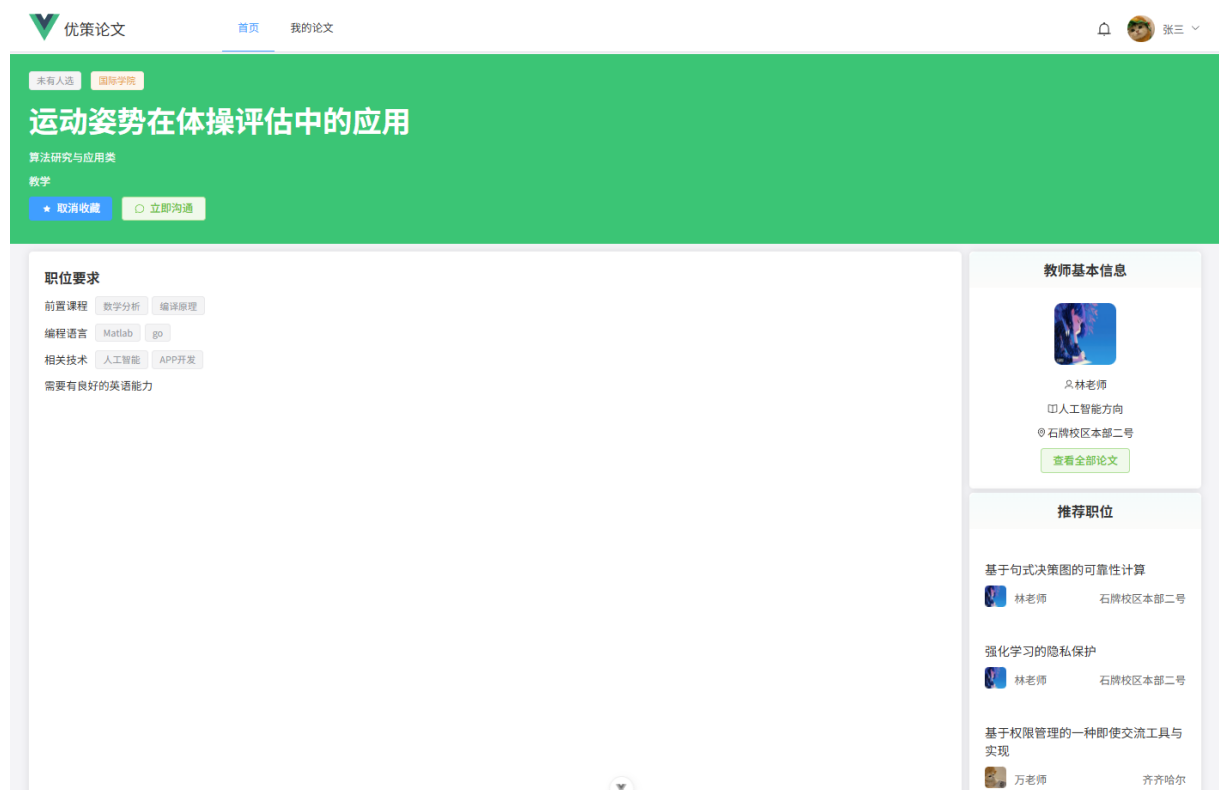 优策论文
首页 我的论文
张三
未有人选 国际学院
运动姿势在体操评估中的应用
算法研究与应用类
教学
取消收藏 立即沟通
职位要求
前置课程 数学分析 编译原理
编程语言 Matlab go
相关技术 人工智能 APP开发
需要有良好的英语能力
教师基本信息
林老师
人工智能方向
石牌校区本部二号
查看全部论文
推荐职位
基于句式决策图的可靠性计算
林老师 石牌校区本部二号
强化学习的隐私保护
林老师 石牌校区本部二号
基于权限管理的一种即使交流工具与
实现
万老师 齐齐哈尔